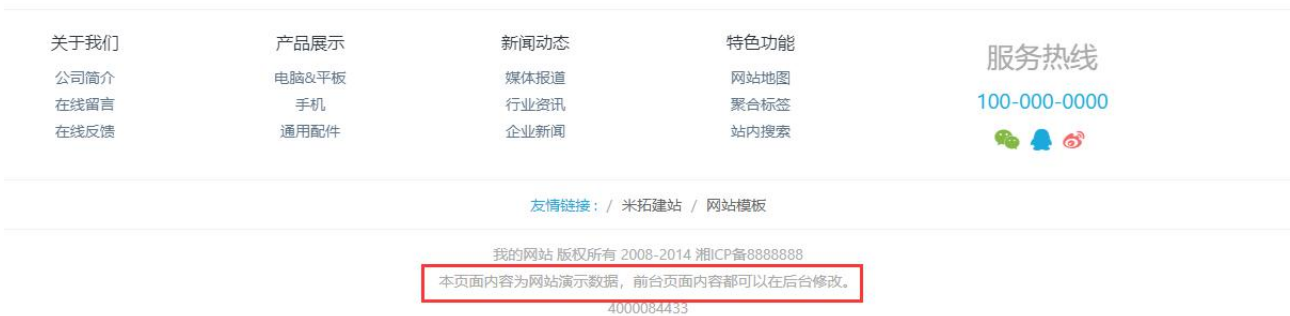 关于我们 产品展示 新闻动态 特色功能
服务热线
公司简介 电脑&平板 媒体报道 网站地图
在线留言 手机 行业资讯 聚合标签
100-000-0000
在线反馈 通用配件 企业新闻 站内搜索
友情链接: / 米拓建站 / 网站模板
我的网站 版权所有 2008-2014 湘ICP备8888888
本页面内容为网站演示数据，前台页面内容都可以在后台修改。
4000084433